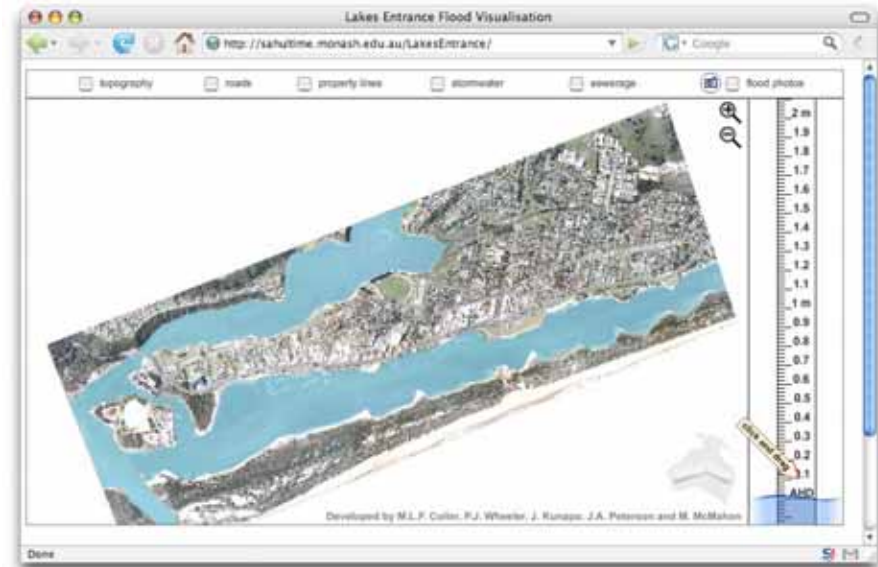 Lakes Entrance Flood Visualisation
http://sahultime.monash.edu.au/LakesEntrance/
Google
topography roads property lines stormwater sewerage flood photos
2 m
1.9
1.8
1.7
1.6
1.5
1.4
1.3
1.2
1.1
1 m
0.9
0.8
0.7
0.6
0.5
0.4
0.3
0.2
.1
click and drag
AHD
Developed by M.L.F. Coller, P.J. Wheeler, J. Kunapo, J.A. Peterson and M. McMahon
Done